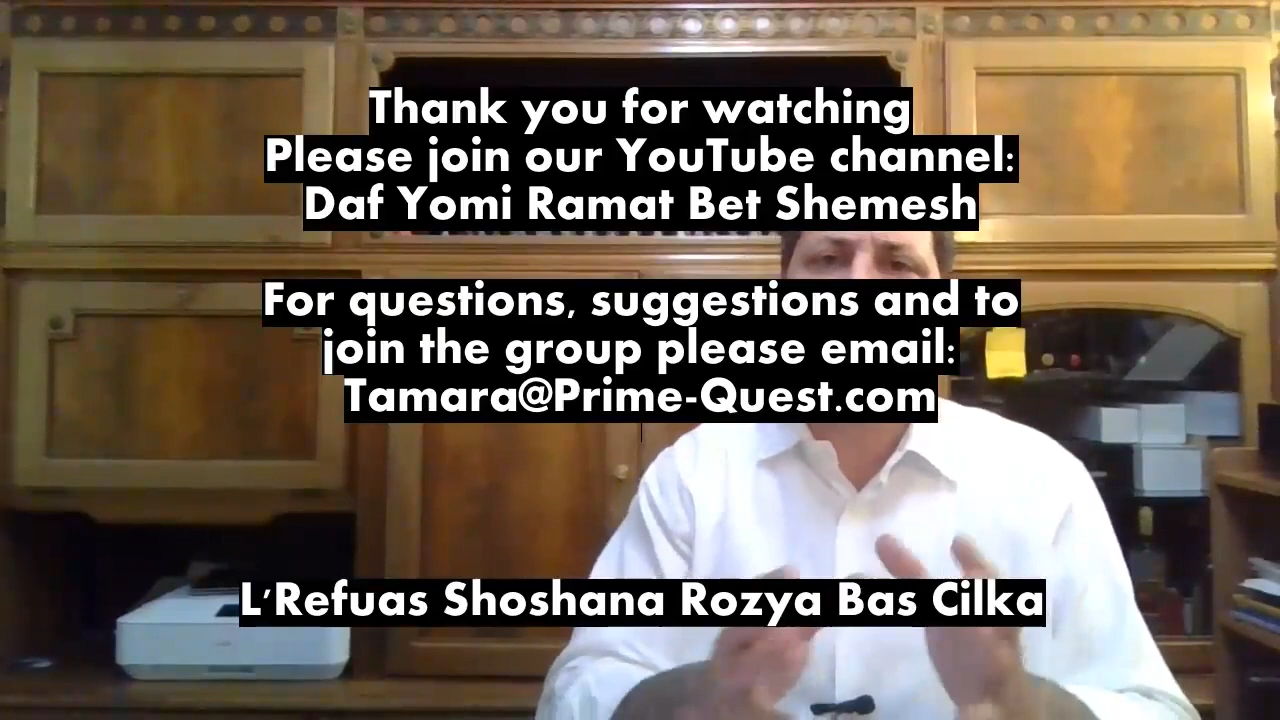 Thank you for watching
Please join our YouTube channel:
Daf Yomi Ramat Bet Shemesh
For questions, suggestions and to
join the group please email:
Tamara@Prime-Quest.com
L'Refuas Shoshana Rozya Bas Cilka